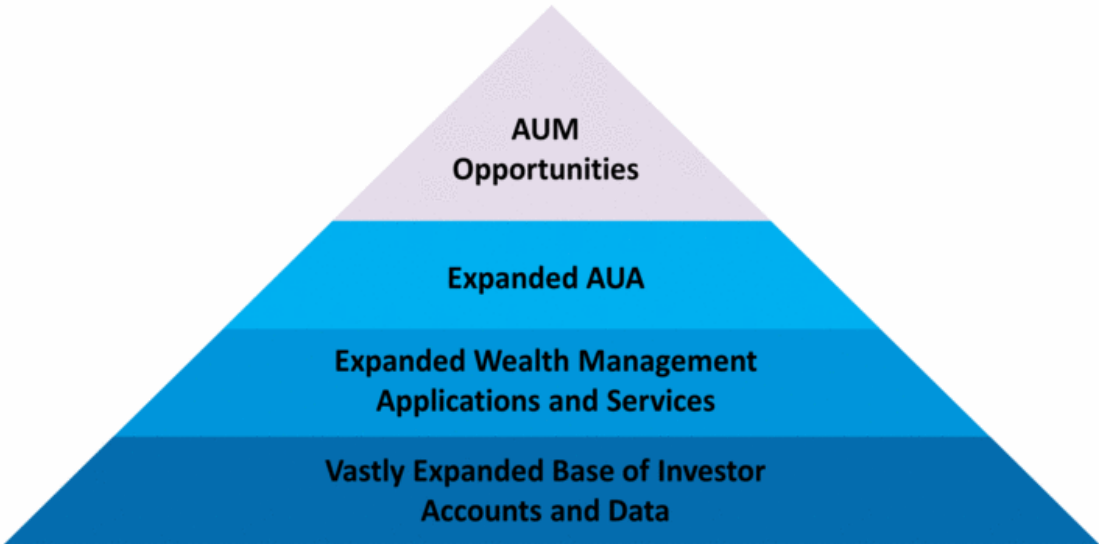 AUM
Opportunities
Expanded AUA
Expanded Wealth Management
Applications and Services
Vastly Expanded Base of Investor
Accounts and Data